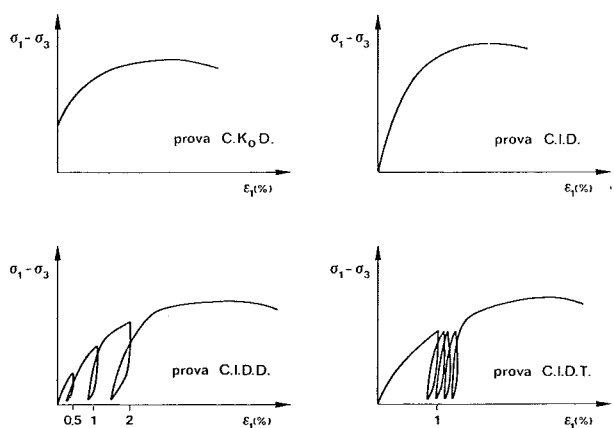 σ₁ – σ₃
prova C.K₀D.
ε₁(%)
σ₁ – σ₃
prova C.I.D.
ε₁(%)
σ₁ – σ₃
prova C.I.D.D.
0.5 1 2 ε₁(%)
σ₁ – σ₃
prova C.I.D.T.
1 ε₁(%)